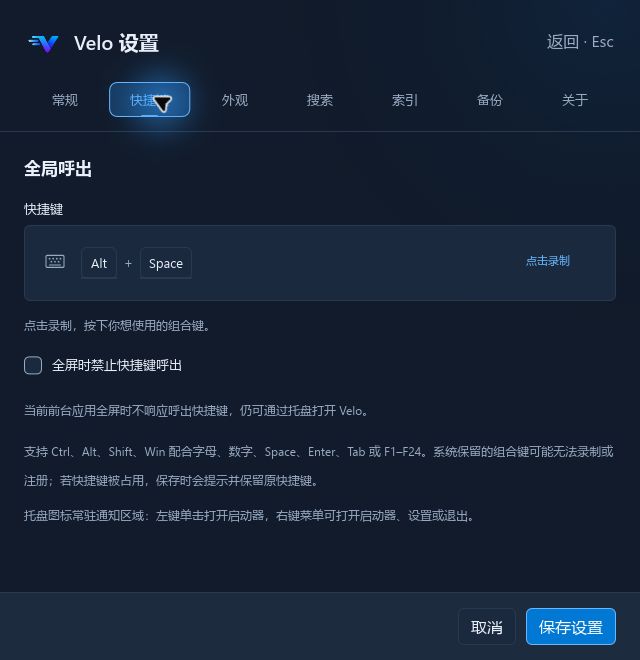 Velo 设置
返回 · Esc
常规
快捷
外观
搜索
索引
备份
关于
全局呼出
快捷键
Alt + Space
点击录制
点击录制，按下你想使用的组合键。
全屏时禁止快捷键呼出
当前前台应用全屏时不响应呼出快捷键，仍可通过托盘打开 Velo。
支持 Ctrl、Alt、Shift、Win 配合字母、数字、Space、Enter、Tab 或 F1–F24。系统保留的组合键可能无法录制或
注册；若快捷键被占用，保存时会提示并保留原快捷键。
托盘图标常驻通知区域：左键单击打开启动器，右键菜单可打开启动器、设置或退出。
取消
保存设置